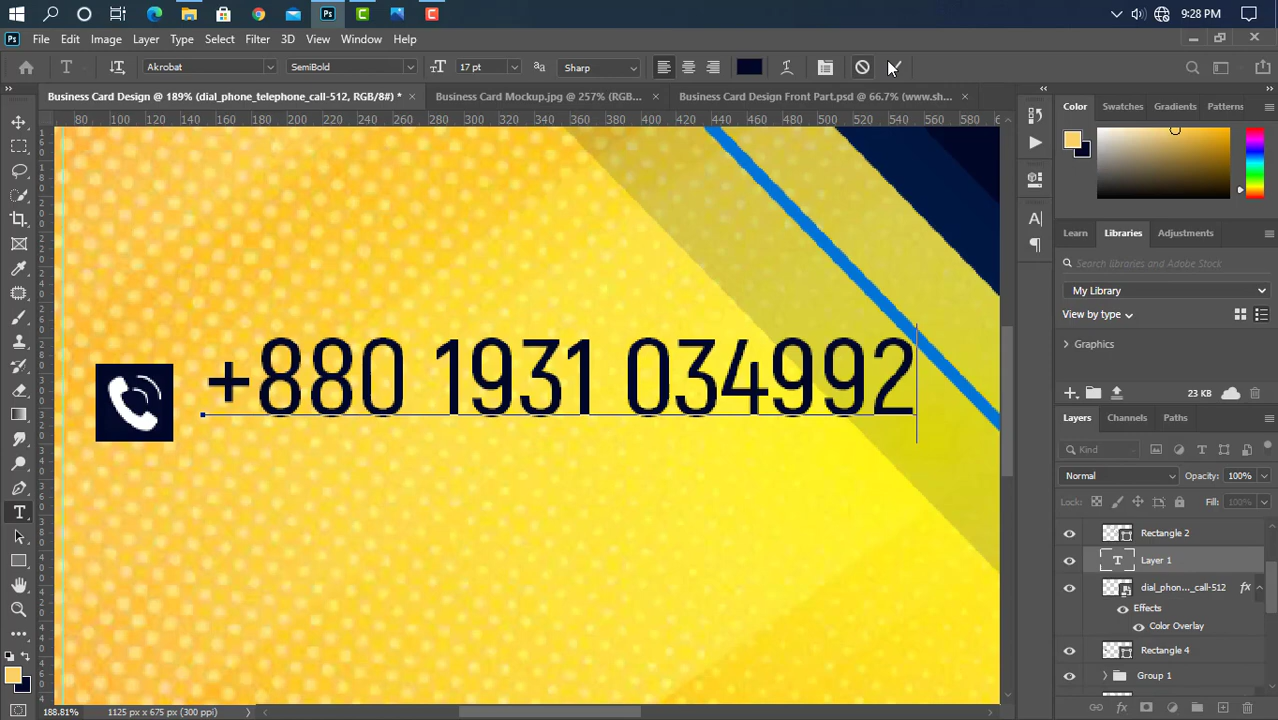 9:28 PM
File Edit Image Layer Type Select Filter 3D View Window Help
Akrobat SemiBold 17 pt Sharp
Business Card Design @ 189% (dial_phone_telephone_call-512, RGB/8#) * × Business Card Mockup.jpg @ 257% (RGB... × Business Card Design Front Part.psd @ 66.7% (www.sh... ×
80 100 120 140 160 180 200 220 240 260 280 300 320 340 360 380 400 420 440 460 480 500 520 540 560 580 6
+880 1931 034992
Color Swatches Gradients Patterns
Learn Libraries Adjustments
Search libraries and Adobe Stock
My Library
View by type
Graphics
23 KB
Layers Channels Paths
Kind
Normal Opacity: 100%
Lock: Fill: 100%
Rectangle 2
Layer 1
dial_phon..._call-512 fx
Effects
Color Overlay
Rectangle 4
Group 1
188.81% 1125 px x 675 px (300 ppi)